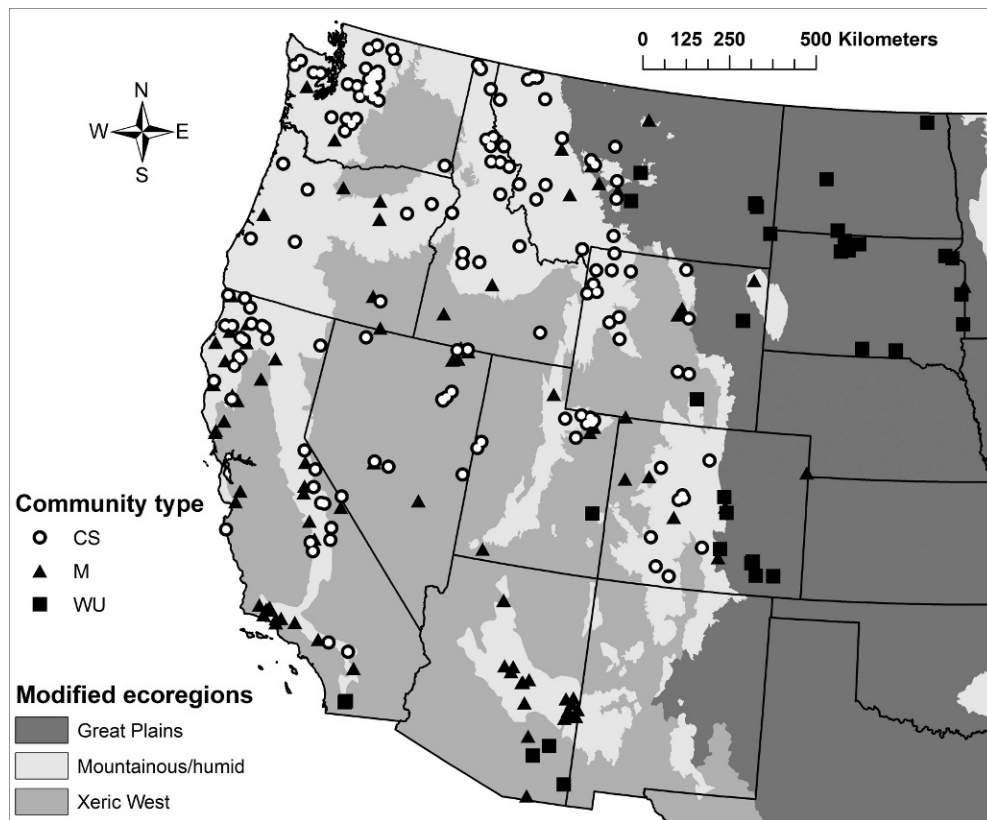 0 125 250 500 Kilometers
N
W E
S
Community type
CS
M
WU
Modified ecoregions
Great Plains
Mountainous/humid
Xeric West